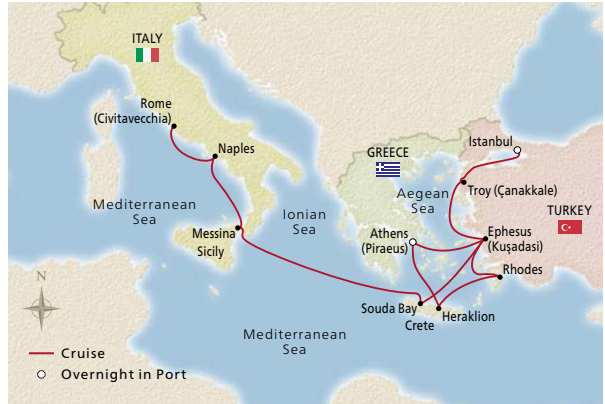 ITALY
Rome
(Civitavecchia)
Naples
GREECE
Istanbul
Troy (Çanakkale)
Aegean
Sea
TURKEY
Mediterranean
Sea
Ionian
Sea
Messina
Sicily
Athens
(Piraeus)
Ephesus
(Kuşadasi)
Rhodes
N
Souda Bay
Crete
Heraklion
Mediterranean
Sea
Cruise
Overnight in Port